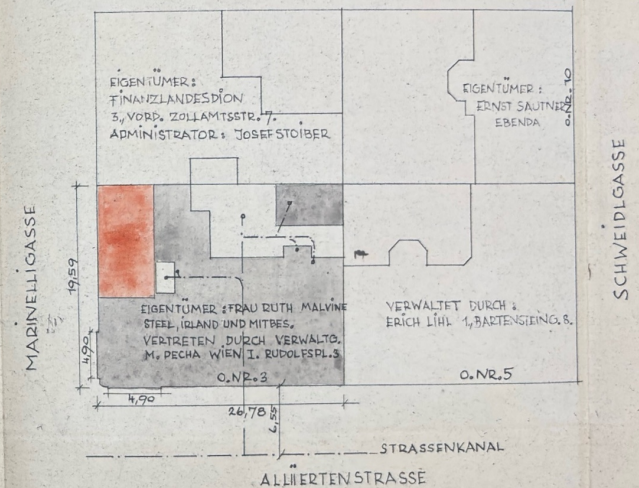 EIGENTÜMER:
FINANZLANDESDION
3., VORD. ZOLLAMTSSTR. 7.
ADMINISTRATOR: JOSEF STOIBER
EIGENTÜMER:
ERNST SAUTNER
EBENDA
O.NR. 10
MARINELLIGASSE
SCHWEIDLGASSE
19,59
4,90
EIGENTÜMER: FRAU RUTH MALVINE
STEEL, IRLAND UND MITBES.
VERTRETEN DURCH VERWALTG.
M. PECHA WIEN I. RUDOLFSPL. 3
O.NR. 3
VERWALTET DURCH:
ERICH LIHL 1., BARTENSTEING. 8.
O.NR. 5
4,90
26,78
6,55
STRASSENKANAL
ALLIIERTENSTRASSE